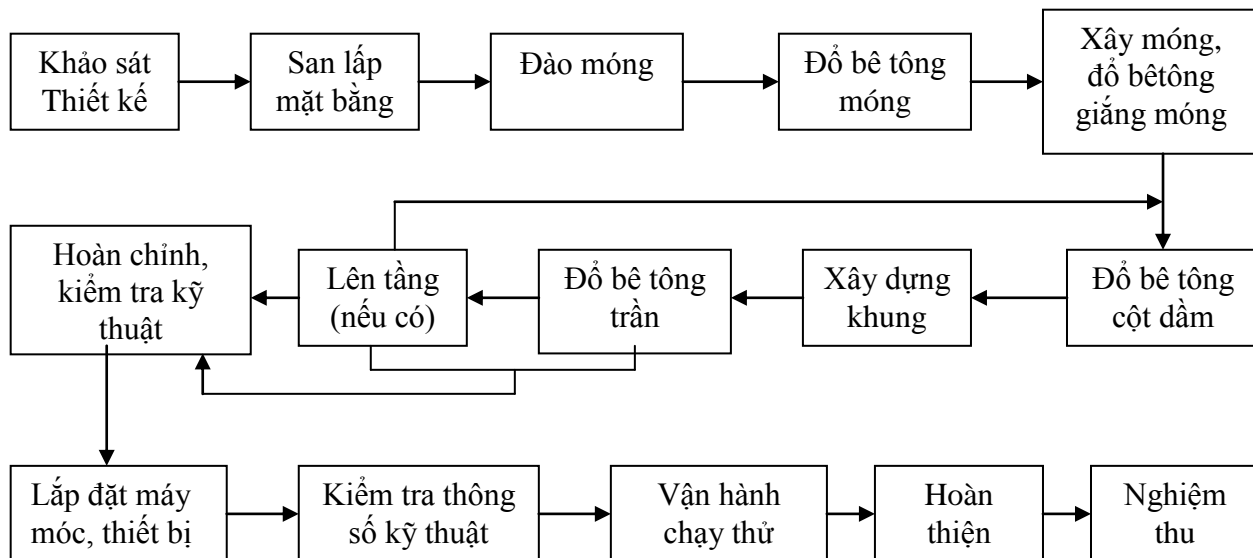 Khảo sát
Thiết kế
San lấp
mặt bằng
Đào móng
Đổ bê tông
móng
Xây móng,
đổ bêtông
giằng móng
Hoàn chỉnh,
kiểm tra kỹ
thuật
Lên tầng
(nếu có)
Đổ bê tông
trần
Xây dựng
khung
Đổ bê tông
cột dầm
Lắp đặt máy
móc, thiết bị
Kiểm tra thông
số kỹ thuật
Vận hành
chạy thử
Hoàn
thiện
Nghiệm
thu